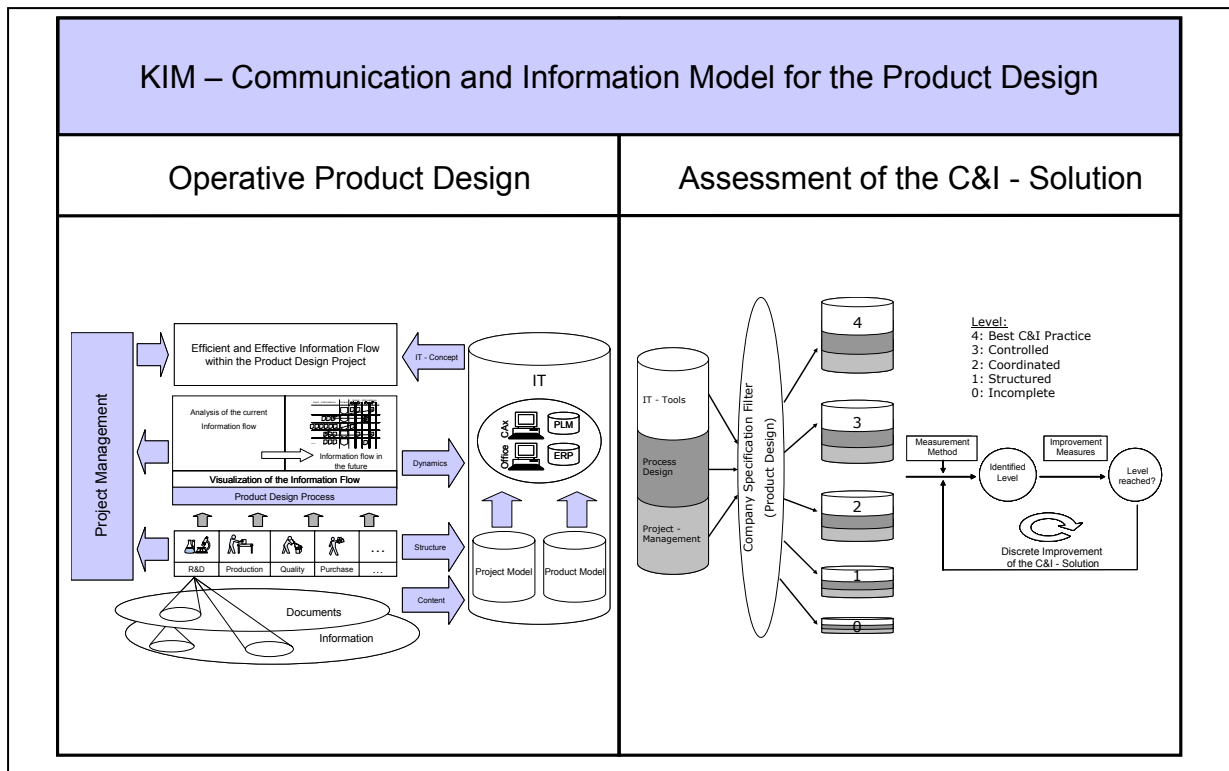 KIM – Communication and Information Model for the Product Design
Operative Product Design
Assessment of the C&I - Solution
Project Management
Efficient and Effective Information Flow
within the Product Design Project
IT - Concept
Analysis of the current
Information flow
Information flow in
the future
Visualization of the Information Flow
Product Design Process
Dynamics
R&D
Production
Quality
Purchase
...
...
Structure
Content
Documents
Information
IT
CAx
Office
PLM
ERP
Project Model
Product Model
IT - Tools
Process
Design
Project -
Management
Company Specification Filter
(Product Design)
4
3
2
1
0
Level:
4: Best C&I Practice
3: Controlled
2: Coordinated
1: Structured
0: Incomplete
Measurement
Method
Identified
Level
Improvement
Measures
Level
reached?
Discrete Improvement
of the C&I - Solution